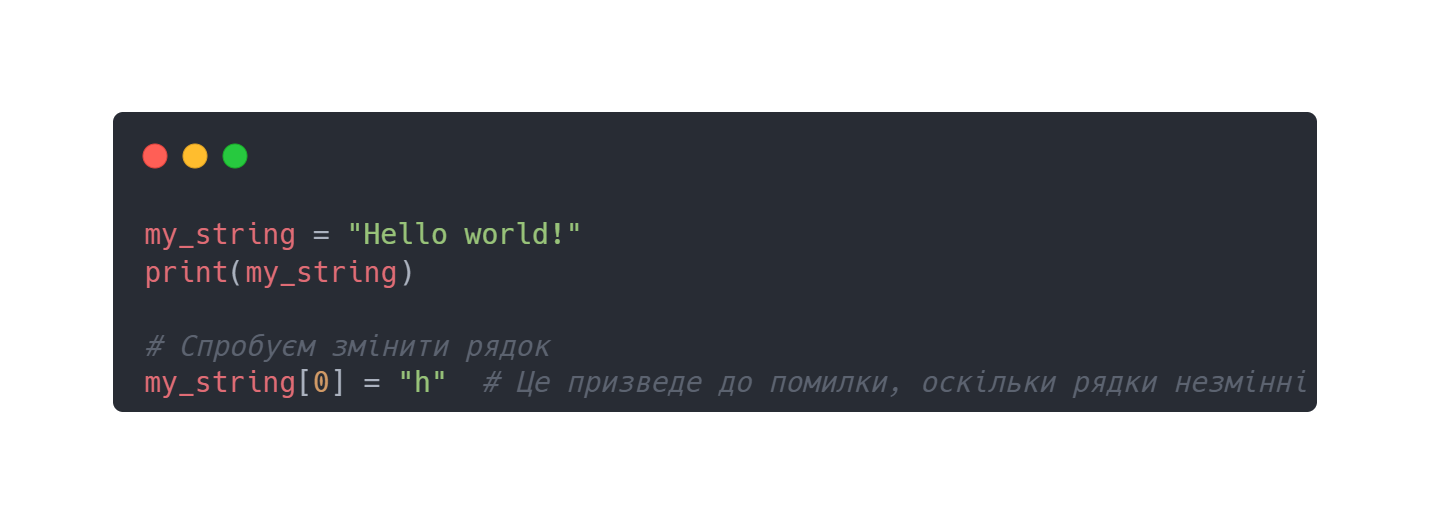 my_string = "Hello world!"
print(my_string)
# Спробуєм змінити рядок
my_string[0] = "h"  # Це призведе до помилки, оскільки рядки незмінні